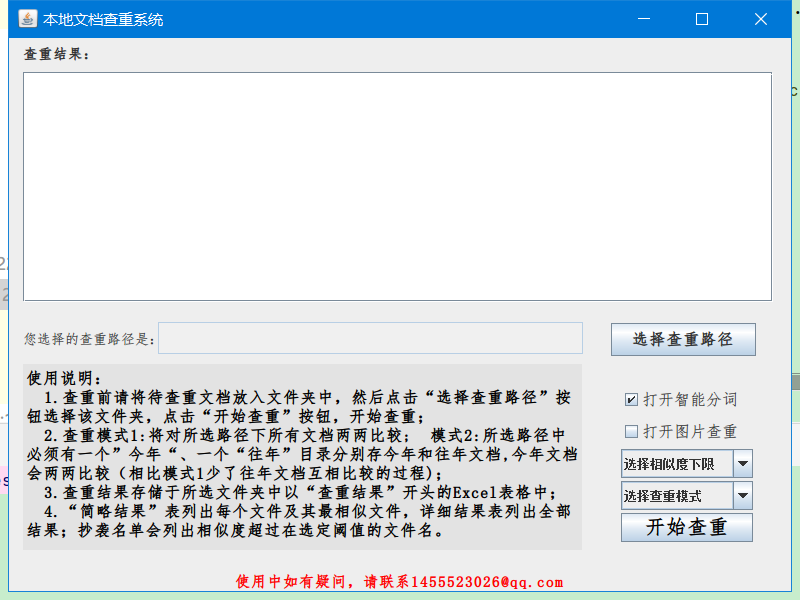 本地文档查重系统
查重结果:
您选择的查重路径是:
选择查重路径
使用说明:
1.查重前请将待查重文档放入文件夹中，然后点击“选择查重路径”按
钮选择该文件夹，点击“开始查重”按钮，开始查重;
2.查重模式1:将对所选路径下所有文档两两比较; 模式2:所选路径中
必须有一个”今年“、一个“往年”目录分别存今年和往年文档,今年文档
会两两比较（相比模式1少了往年文档互相比较的过程);
3.查重结果存储于所选文件夹中以“查重结果”开头的Excel表格中;
4.“简略结果”表列出每个文件及其最相似文件，详细结果表列出全部
结果; 抄袭名单会列出相似度超过在选定阈值的文件名。
打开智能分词
打开图片查重
选择相似度下限
选择查重模式
开始查重
使用中如有疑问，请联系1455523026@qq.com